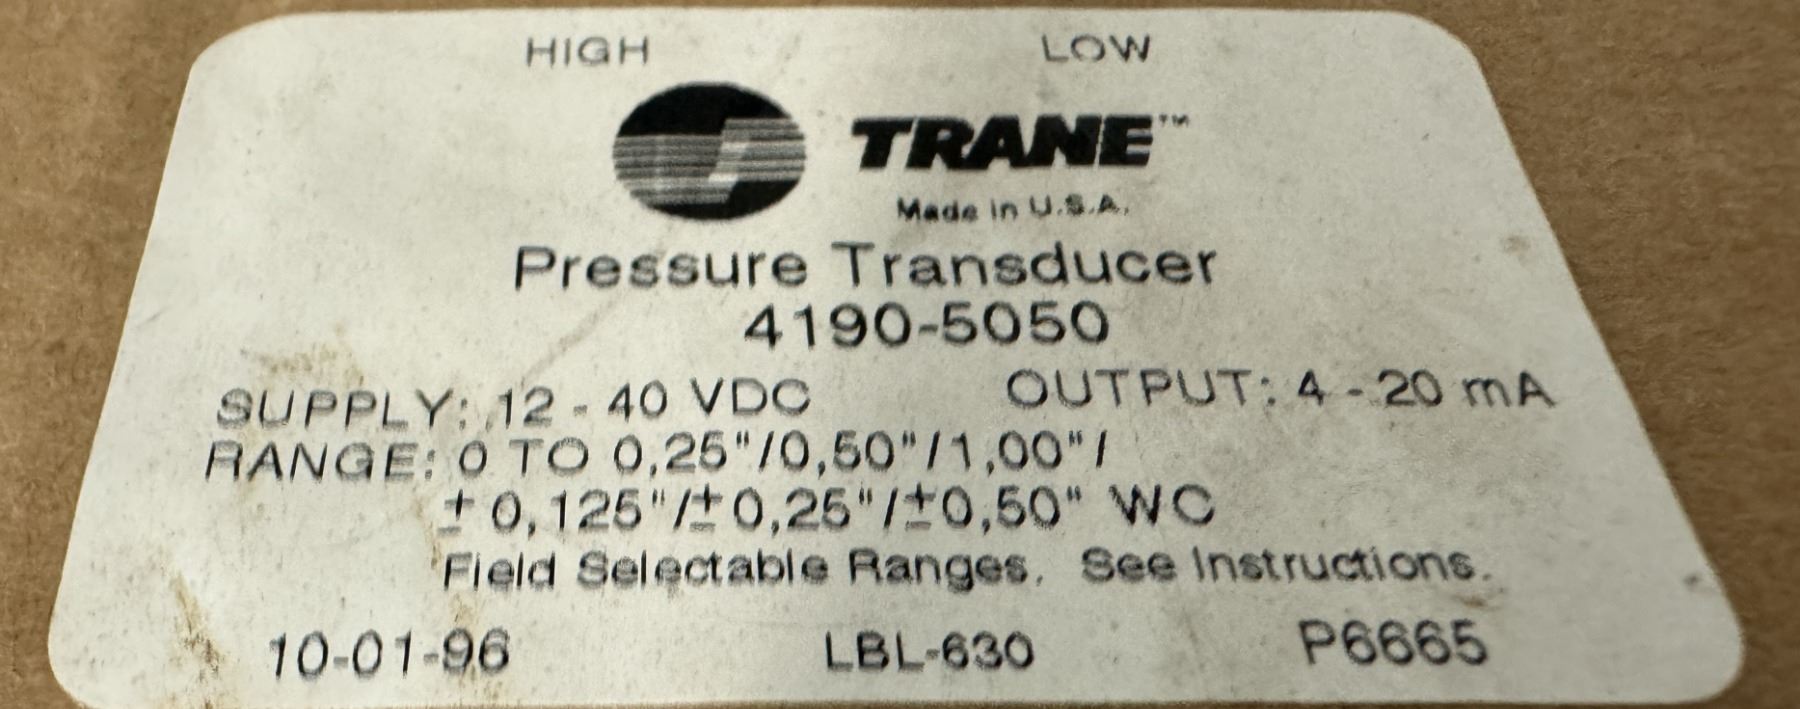 HIGH LOW
TRANE™
Made in U.S.A.
Pressure Transducer
4190-5050
SUPPLY: 12 - 40 VDC OUTPUT: 4 - 20 mA
RANGE: 0 TO 0,25"/0,50"/1,00"/
± 0,125"/± 0,25"/±0,50" WC
Field Selectable Ranges. See Instructions.
10-01-96 LBL-630 P6665